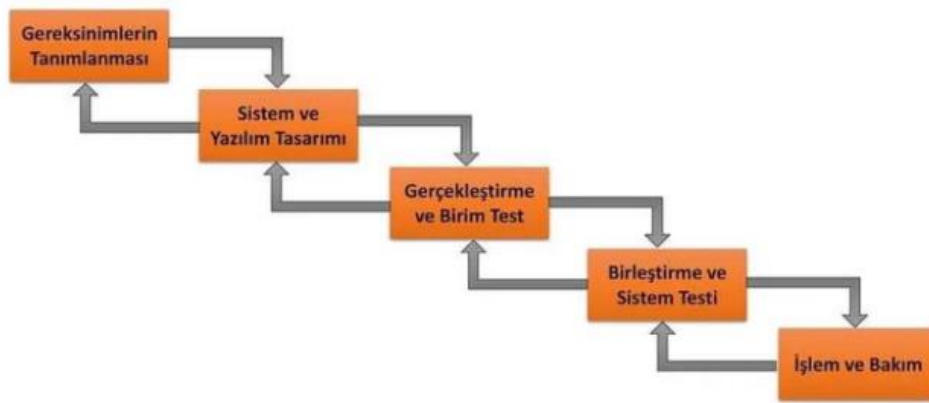 Gereksinimlerin
Tanımlanması
Sistem ve
Yazılım Tasarımı
Gerçekleştirme
ve Birim Test
Birleştirme ve
Sistem Testi
İşlem ve Bakım